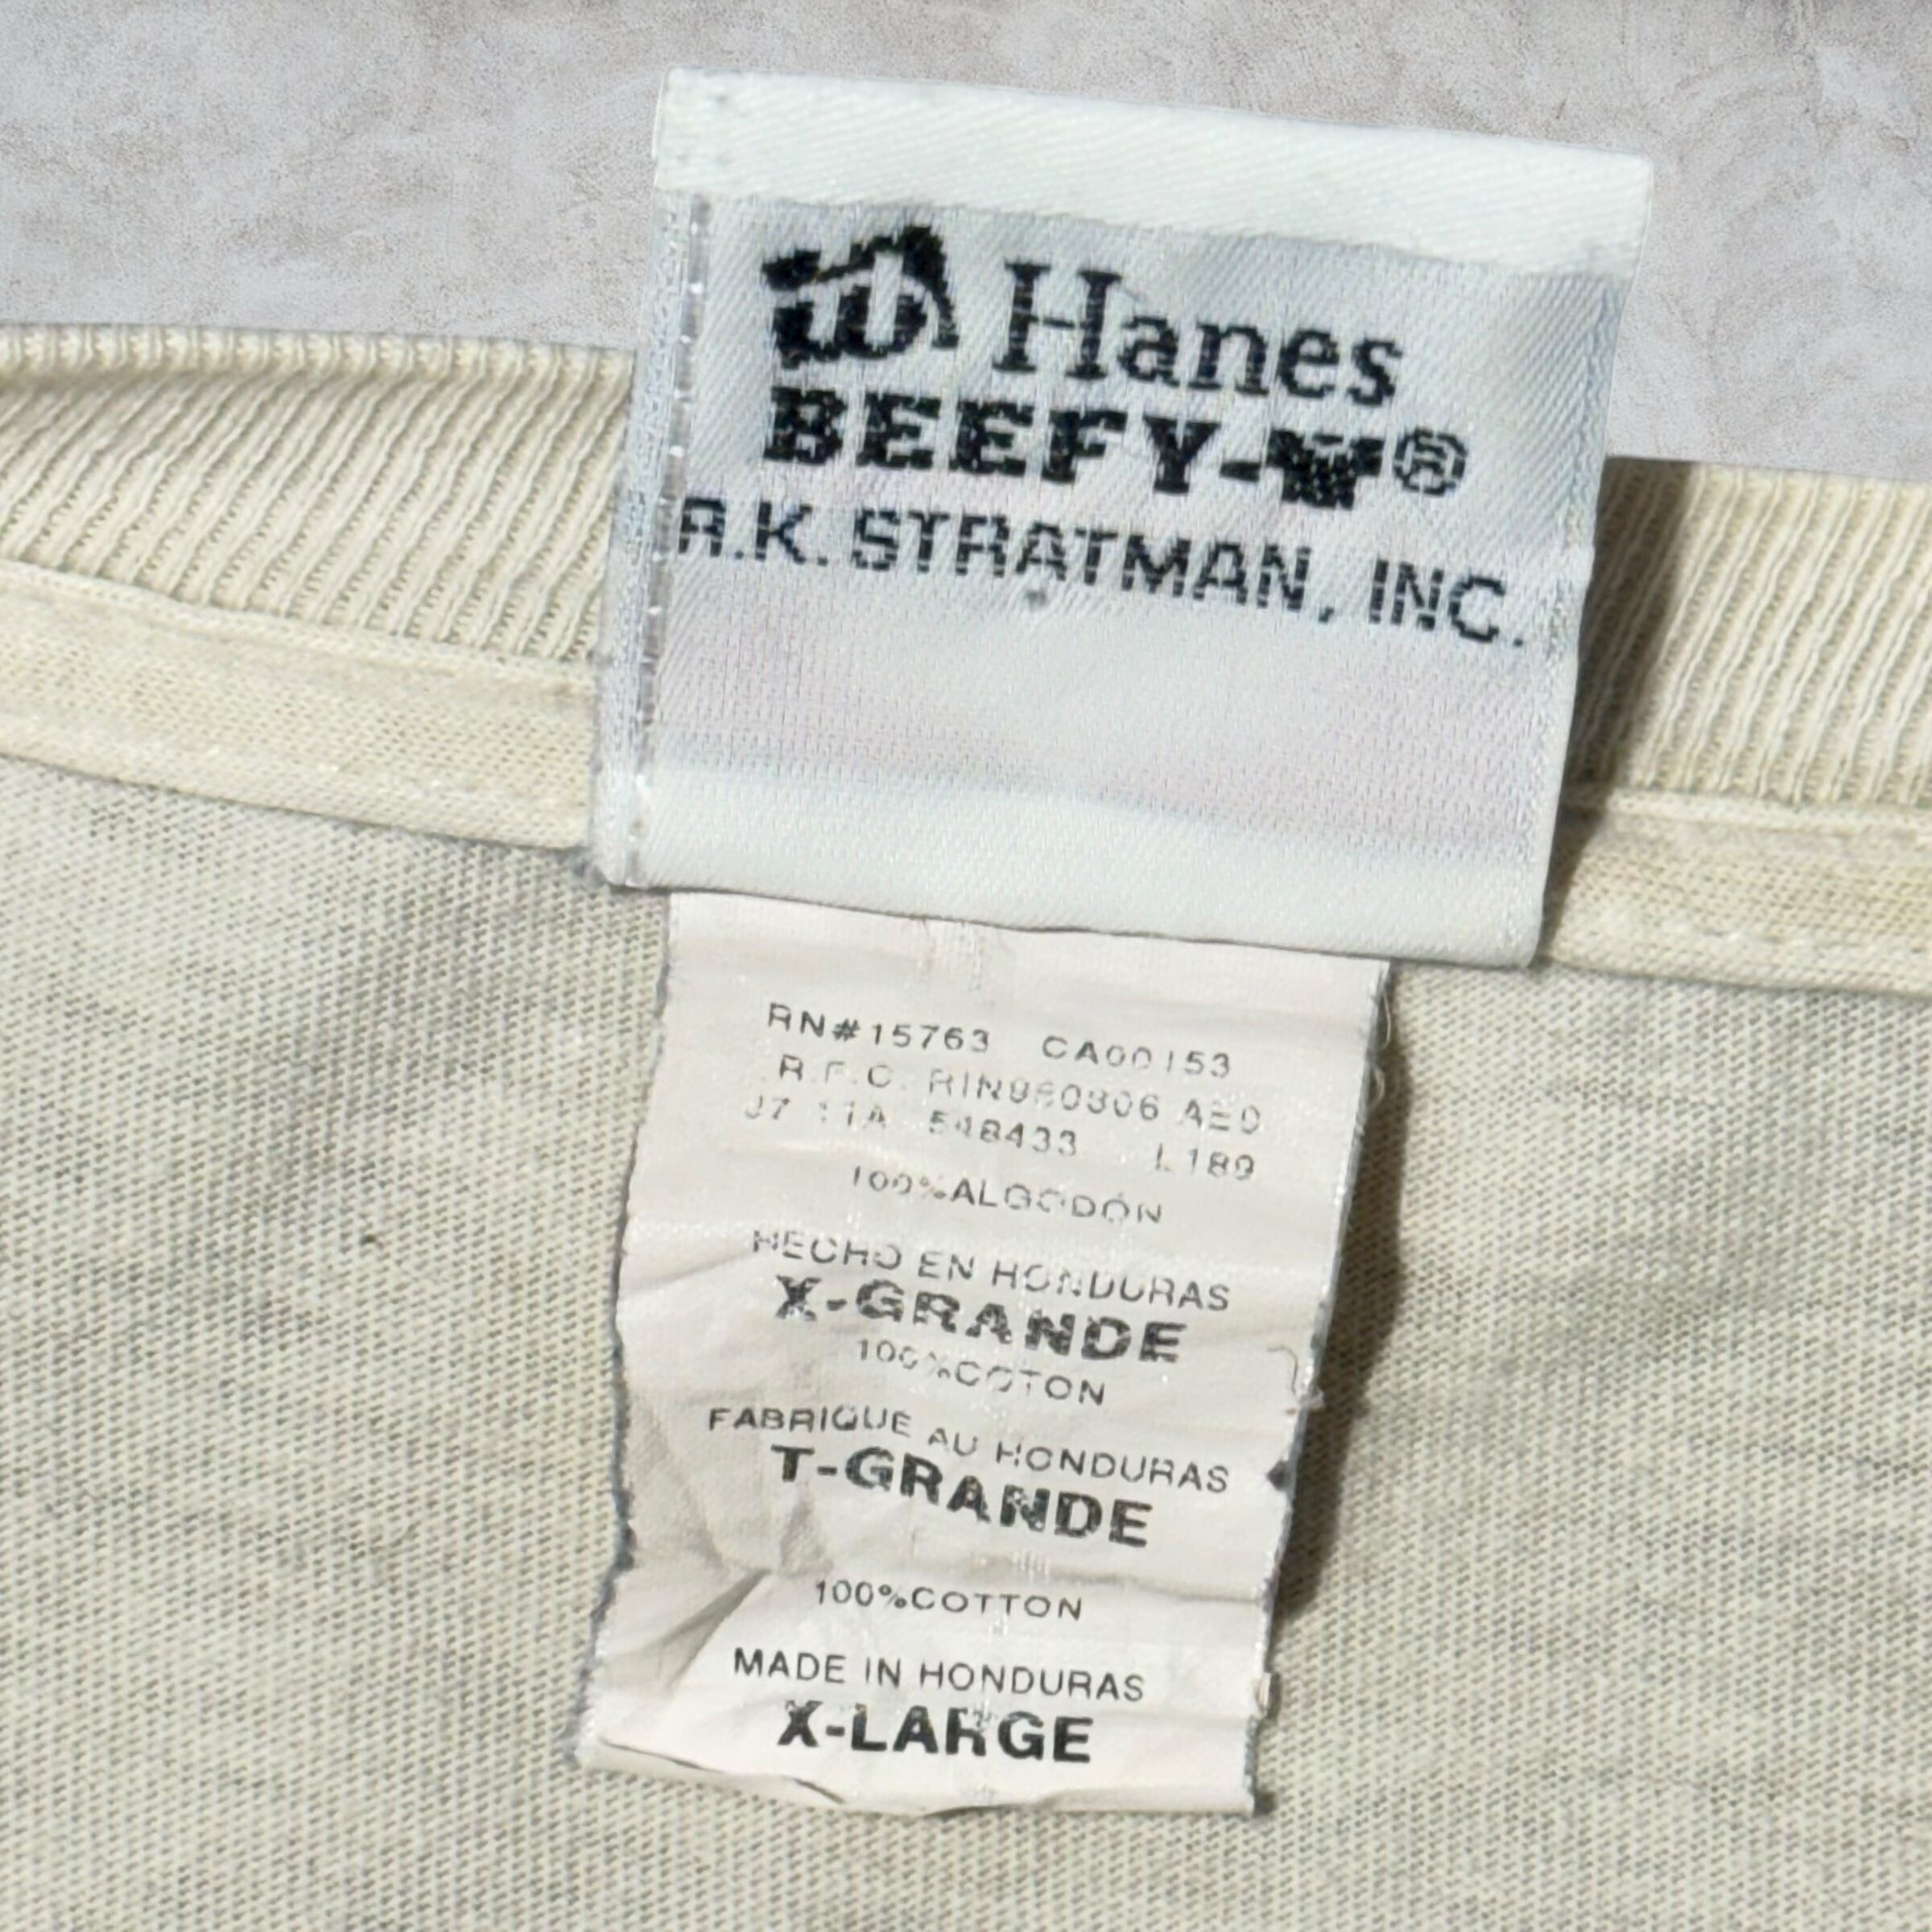 Hanes
BEEFY-
®
R.K. STRATMAN, INC.
RN#15763 CA00153
R.F.C.
L189
100%ALGODÓN
HECHO EN HONDURAS
X-GRANDE
100%COTON
FABRIQUE AU HONDURAS
T-GRANDE
100%COTTON
MADE IN HONDURAS
X-LARGE